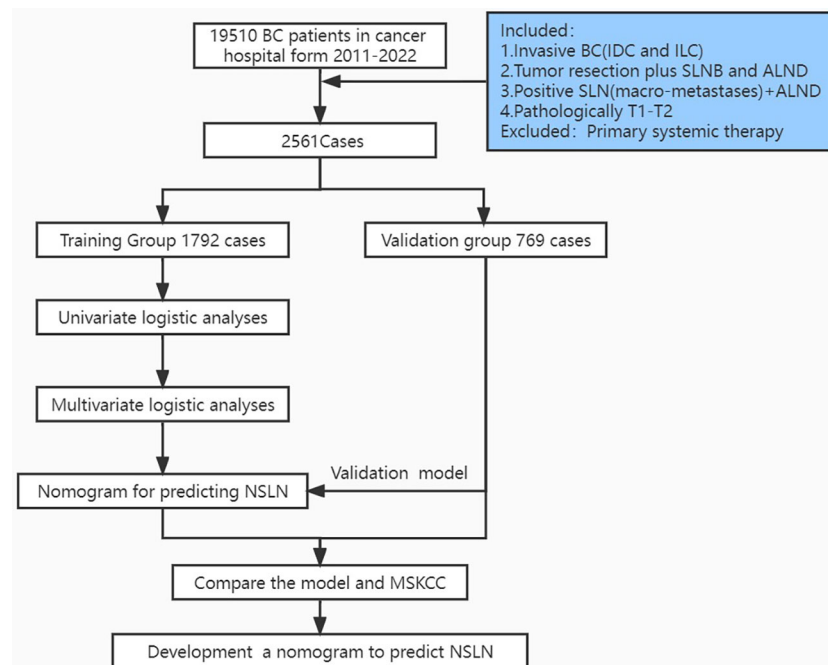 19510 BC patients in cancer
hospital form 2011-2022
Included：
1.Invasive BC(IDC and ILC)
2.Tumor resection plus SLNB and ALND
3.Positive SLN(macro-metastases)+ALND
4.Pathologically T1-T2
Excluded： Primary systemic therapy
2561Cases
Training Group 1792 cases
Validation group 769 cases
Univariate logistic analyses
Multivariate logistic analyses
Validation model
Nomogram for predicting NSLN
Compare the model and MSKCC
Development a nomogram to predict NSLN